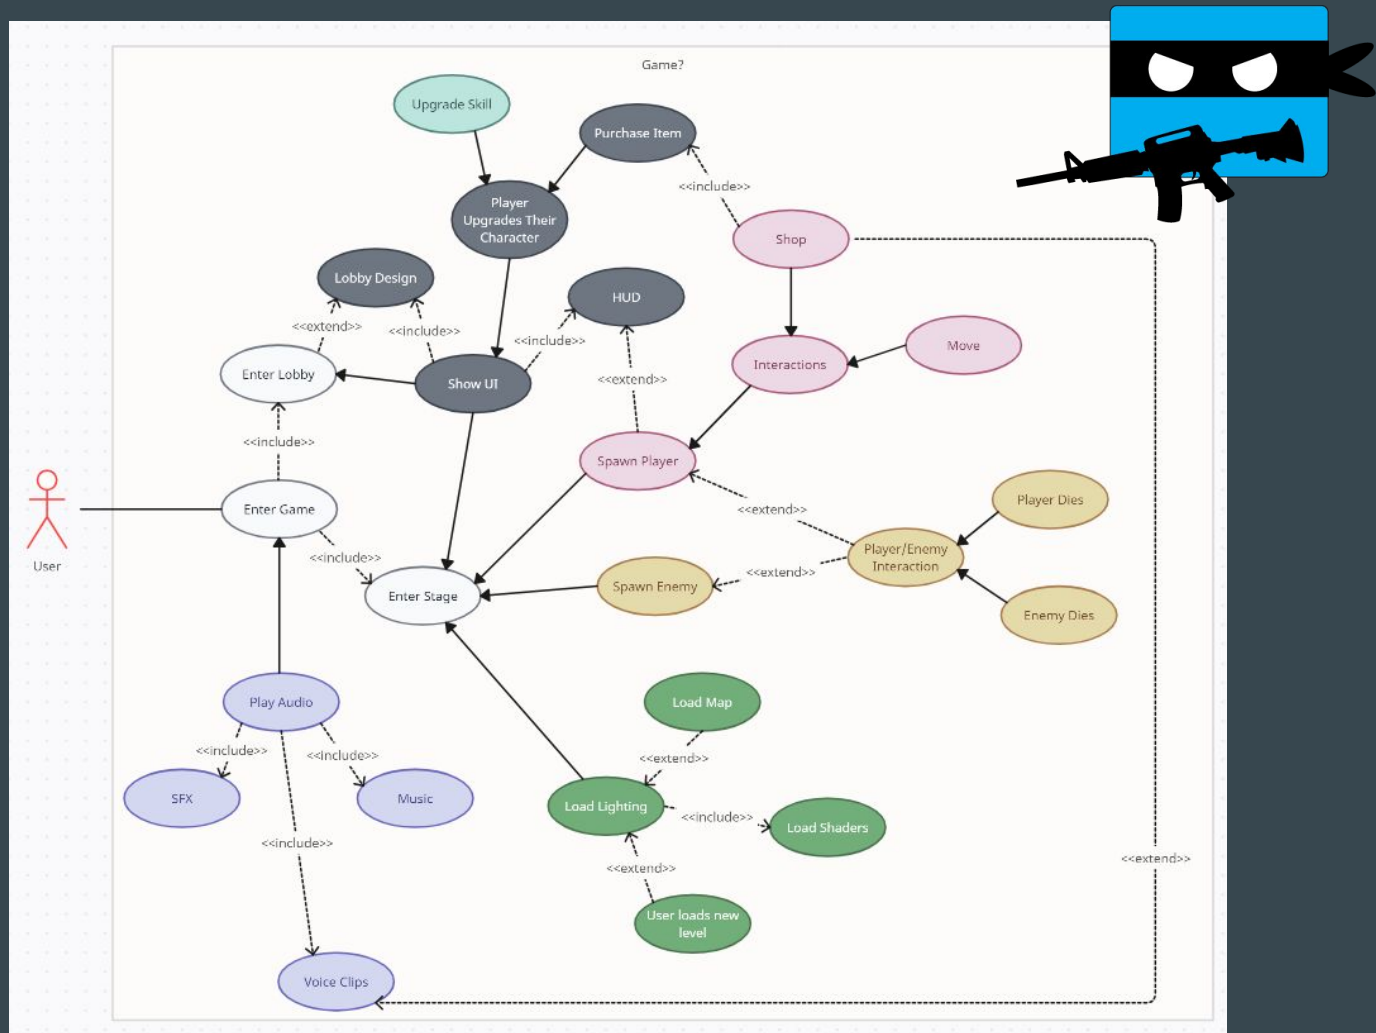 Game?
Upgrade Skill
Purchase Item
<<include>>
Player
Upgrades Their
Character
Shop
Lobby Design
HUD
<<extend>>
<<include>>
<<include>>
Move
Interactions
Enter Lobby
Show UI
<<extend>>
<<include>>
Spawn Player
Player Dies
Enter Game
<<extend>>
User
<<include>>
Player/Enemy
Interaction
<<extend>>
Spawn Enemy
Enter Stage
Enemy Dies
Play Audio
Load Map
<<include>>
<<include>>
<<extend>>
SFX
Music
Load Lighting
<<include>>
Load Shaders
<<include>>
<<extend>>
<<extend>>
User loads new
level
Voice Clips